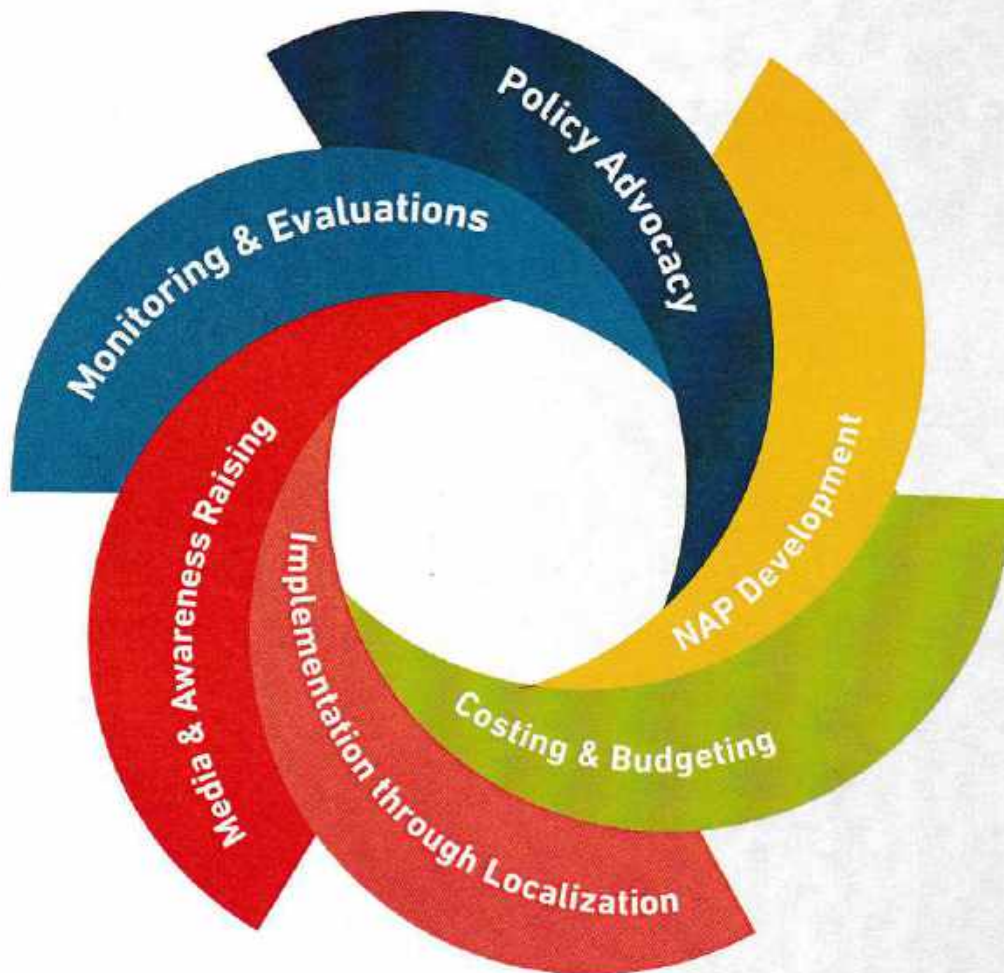 Policy Advocacy
NAP Development
Costing & Budgeting
Implementation through Localization
Media & Awareness Raising
Monitoring & Evaluations